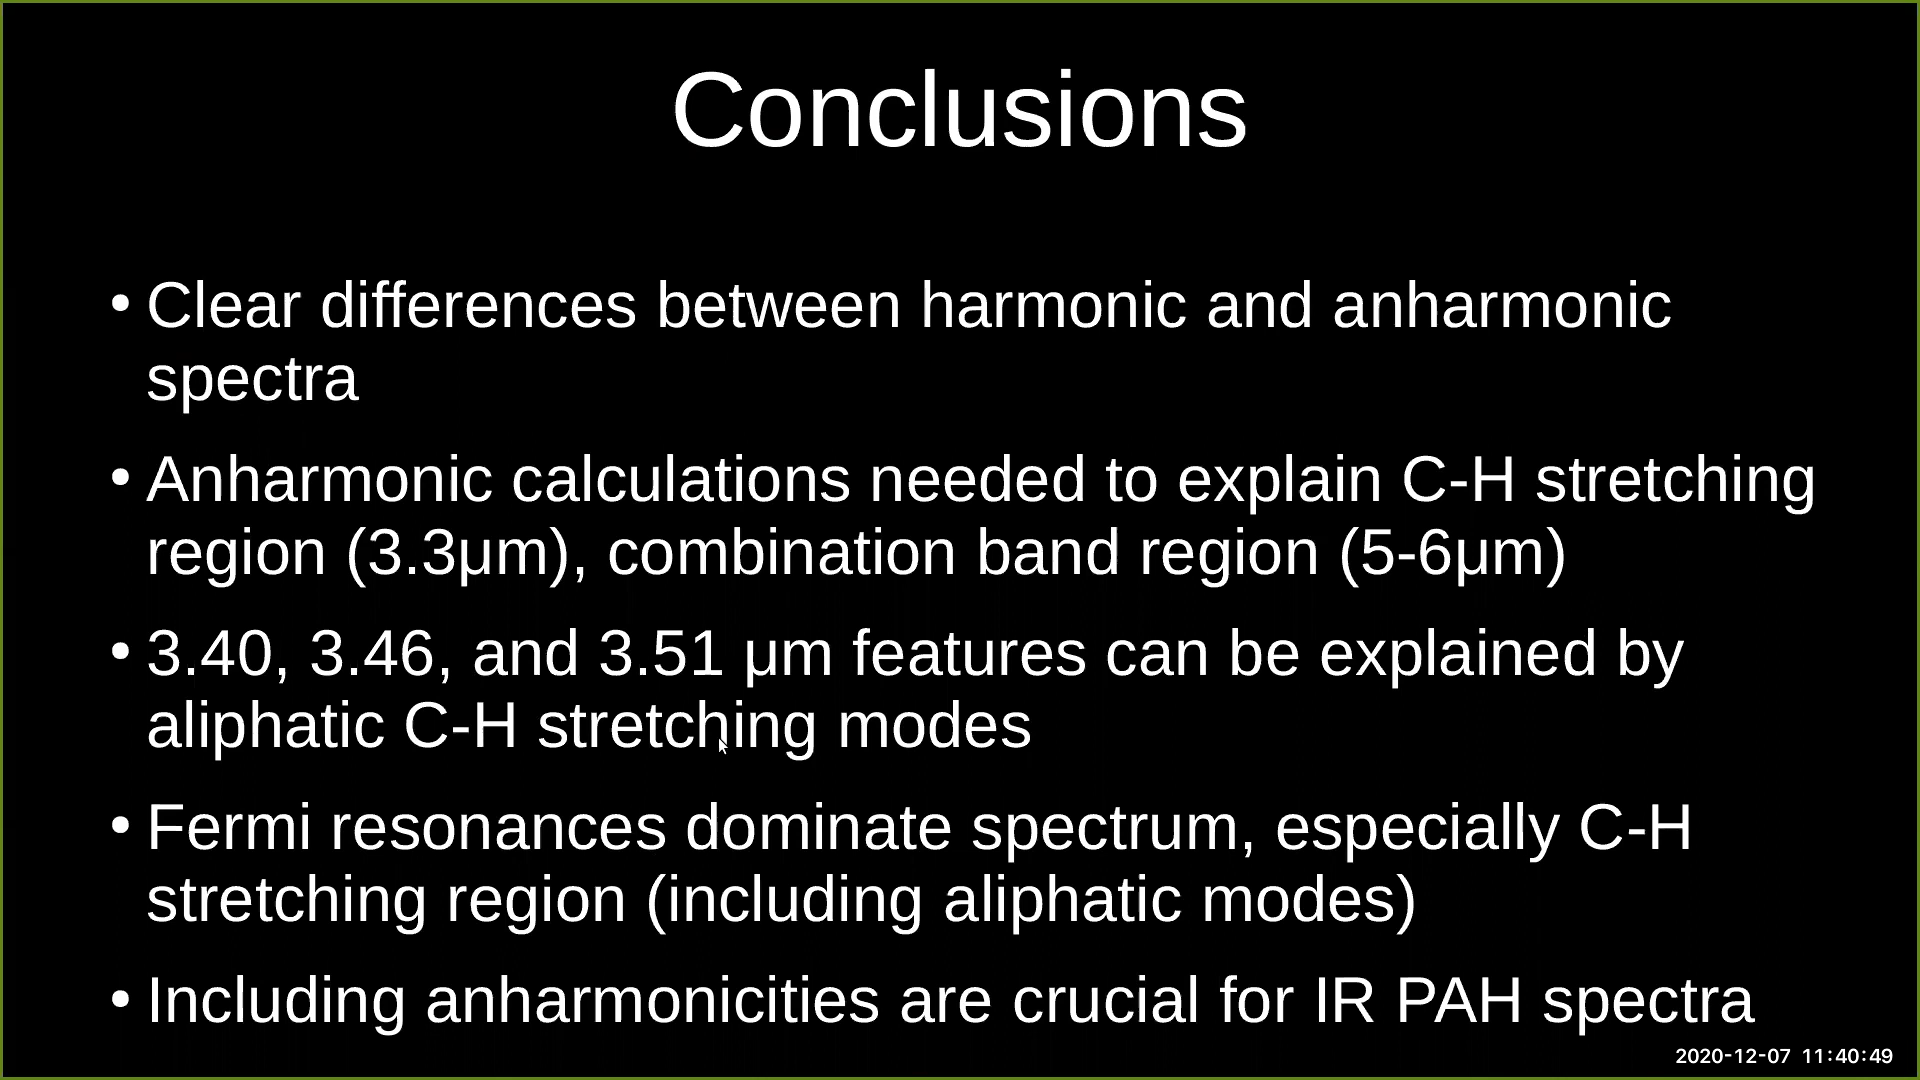 Conclusions
• Clear differences between harmonic and anharmonic
spectra
• Anharmonic calculations needed to explain C-H stretching
region (3.3μm), combination band region (5-6μm)
• 3.40, 3.46, and 3.51 μm features can be explained by
aliphatic C-H stretching modes
• Fermi resonances dominate spectrum, especially C-H
stretching region (including aliphatic modes)
• Including anharmonicities are crucial for IR PAH spectra
2020-12-07 11:40:49